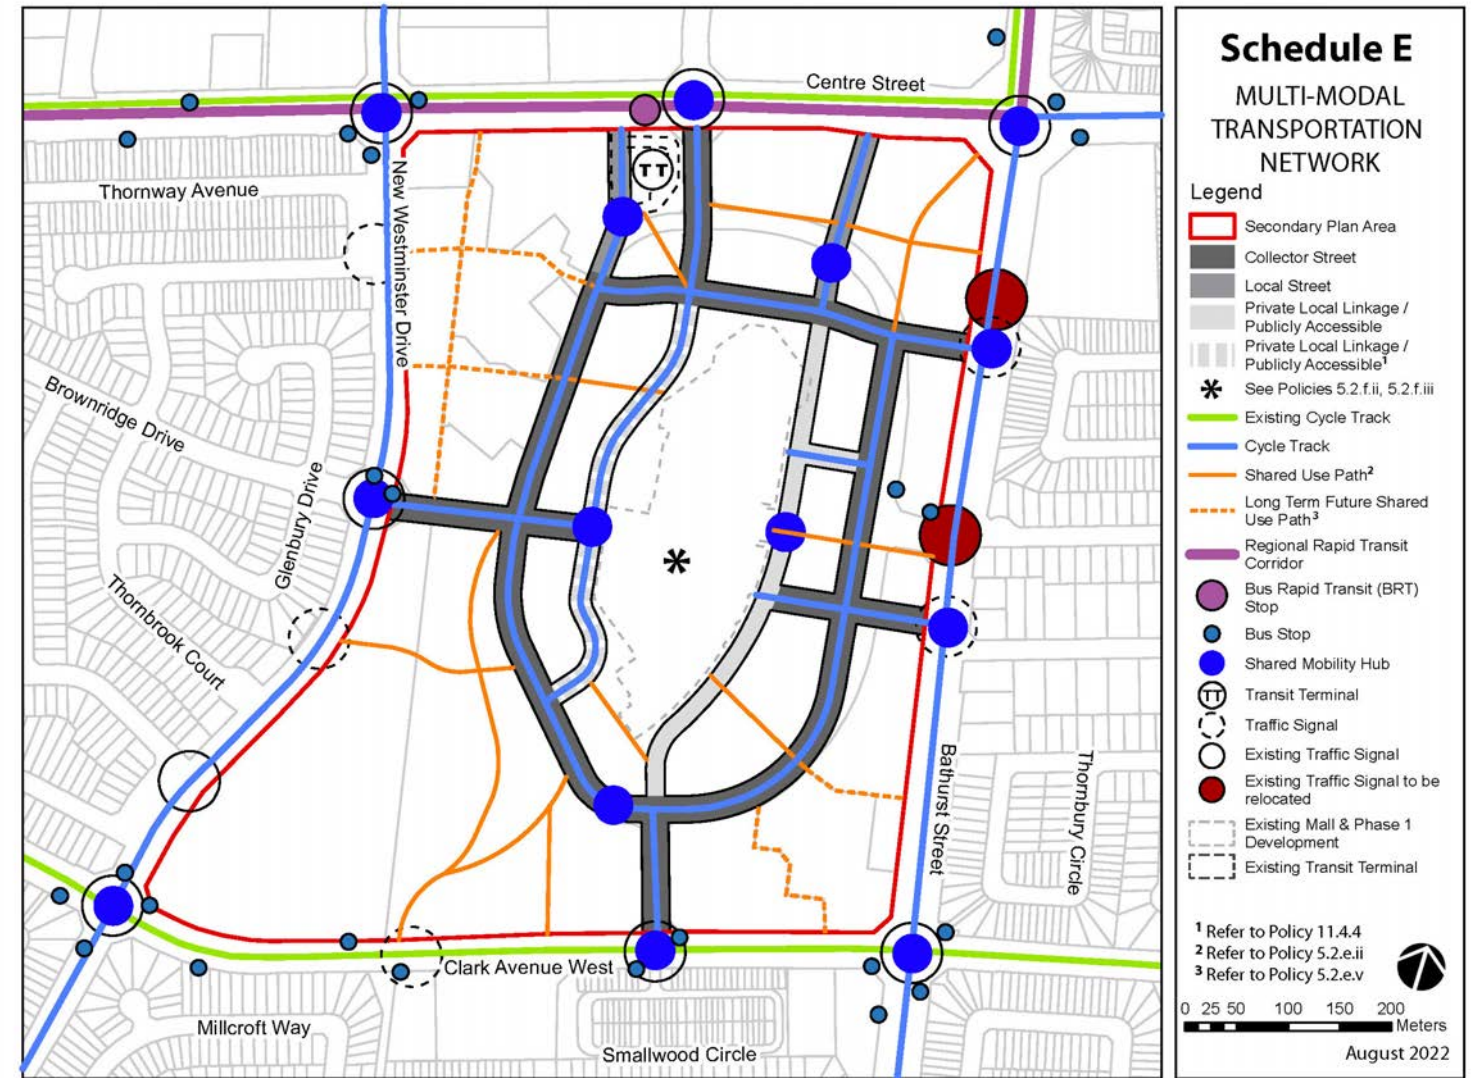 Centre Street
Thornway Avenue
New Westminster Drive
TT
Brownridge Drive
Glenbury Drive
Thornbrook Court
*
Bathurst Street
Thornbury Circle
Clark Avenue West
Millcroft Way
Smallwood Circle
Schedule E
MULTI-MODAL
TRANSPORTATION
NETWORK
Legend
Secondary Plan Area
Collector Street
Local Street
Private Local Linkage /
Publicly Accessible
Private Local Linkage /
Publicly Accessible¹
* See Policies 5.2.f.ii, 5.2.f.iii
Existing Cycle Track
Cycle Track
Shared Use Path²
Long Term Future Shared
Use Path³
Regional Rapid Transit
Corridor
Bus Rapid Transit (BRT)
Stop
Bus Stop
Shared Mobility Hub
TT Transit Terminal
Traffic Signal
Existing Traffic Signal
Existing Traffic Signal to be
relocated
Existing Mall & Phase 1
Development
Existing Transit Terminal
¹ Refer to Policy 11.4.4
² Refer to Policy 5.2.e.ii
³ Refer to Policy 5.2.e.v
0 25 50 100 150 200
Meters
August 2022